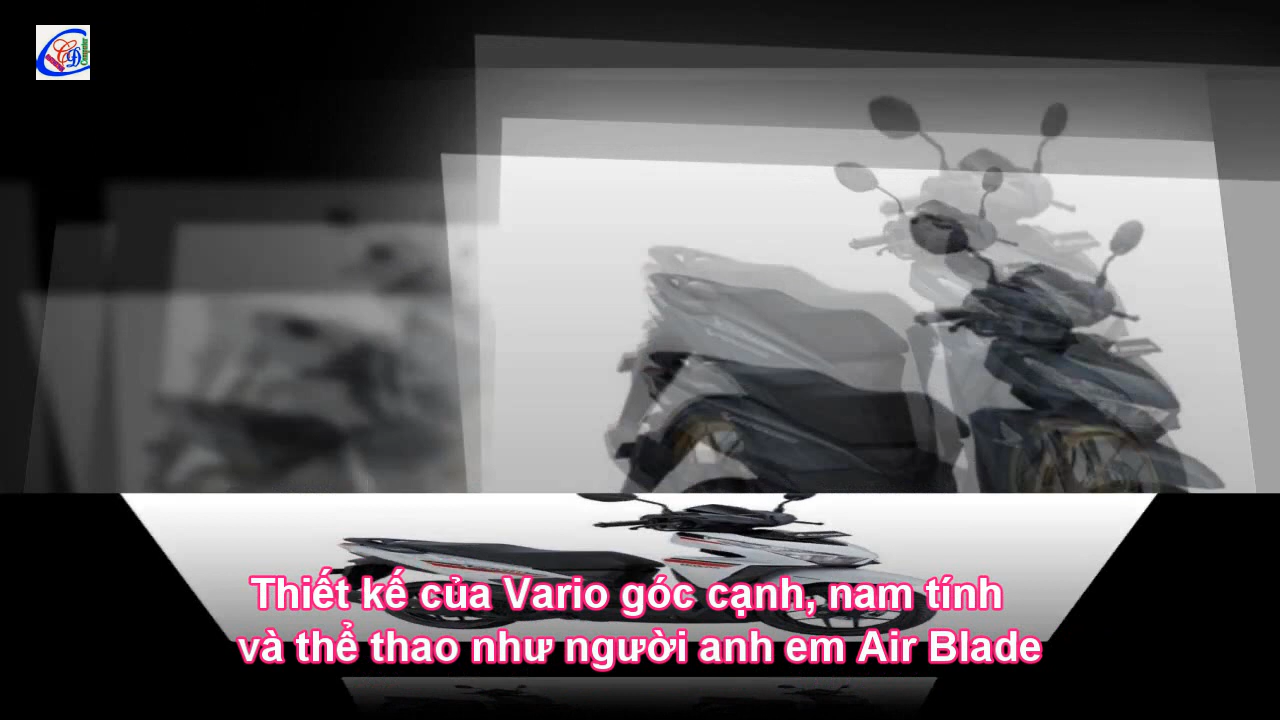 Thiết kế của Vario góc cạnh, nam tính
và thể thao như người anh em Air Blade